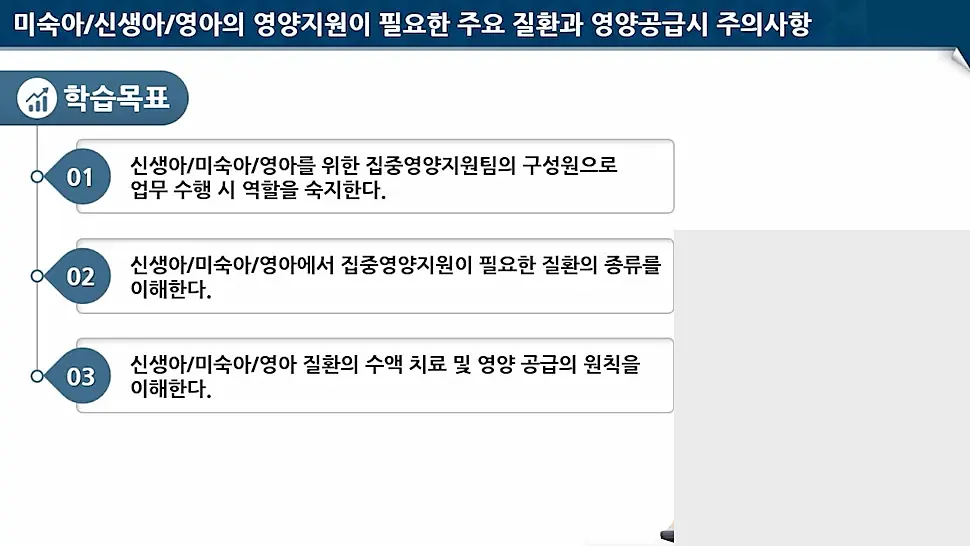 미숙아/신생아/영아의 영양지원이 필요한 주요 질환과 영양공급시 주의사항
학습목표
01
신생아/미숙아/영아를 위한 집중영양지원팀의 구성원으로
업무 수행 시 역할을 숙지한다.
02
신생아/미숙아/영아에서 집중영양지원이 필요한 질환의 종류를
이해한다.
03
신생아/미숙아/영아 질환의 수액 치료 및 영양 공급의 원칙을
이해한다.